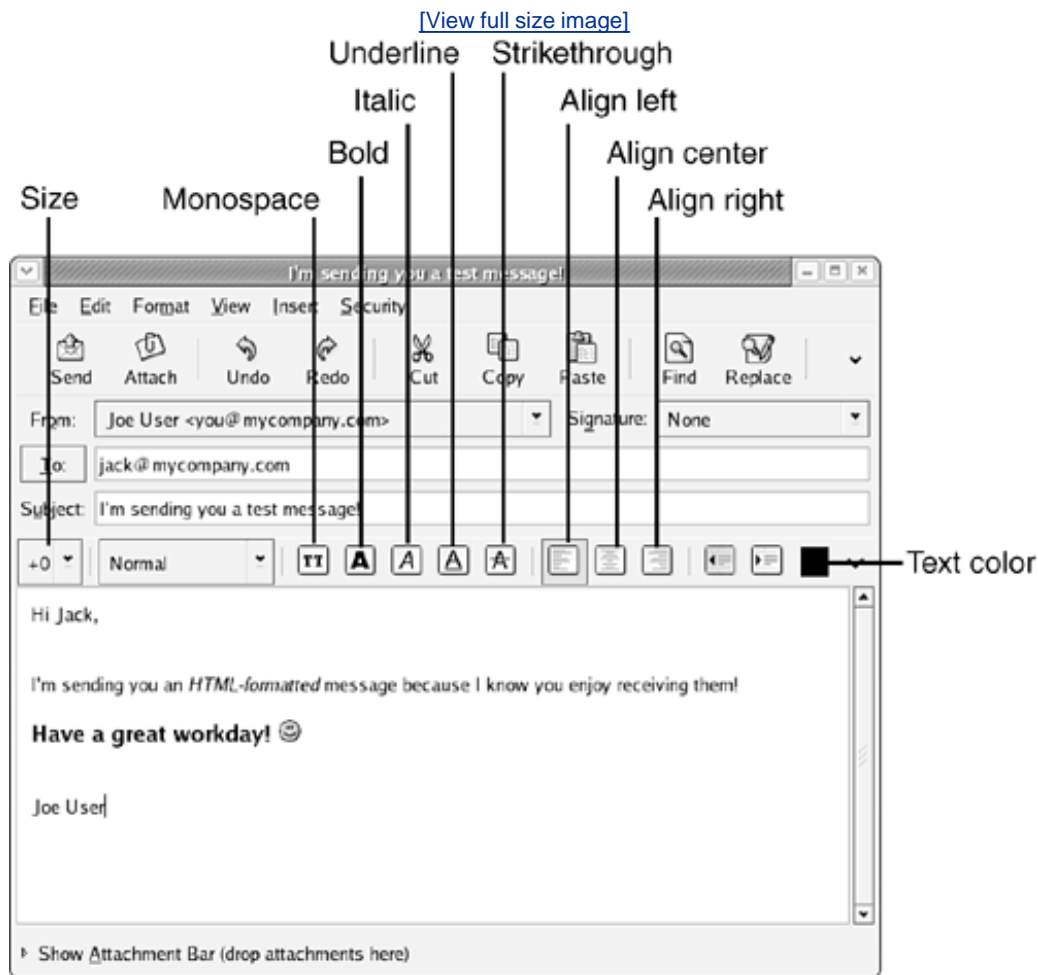 [View full size image]
Underline Strikethrough
Italic Align left
Bold Align center
Size Monospace Align right
I'm sending you a test message!
File Edit Format View Insert Security
Send Attach Undo Redo Cut Copy Paste Find Replace
From: Joe User <you@mycompany.com> Signature: None
To: jack@mycompany.com
Subject: I'm sending you a test message!
+0 Normal TT A A A A Text color
Hi Jack,
I'm sending you an HTML-formatted message because I know you enjoy receiving them!
Have a great workday!
Joe User
Show Attachment Bar (drop attachments here)